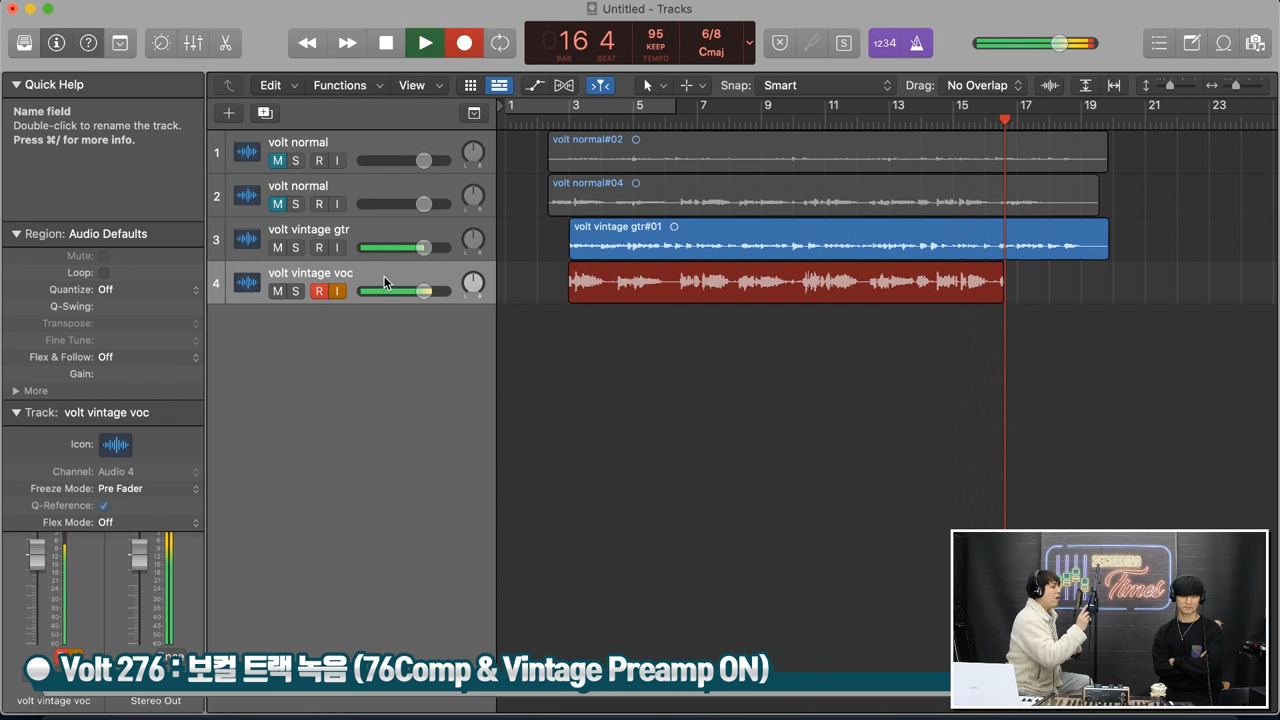 Untitled - Tracks
16 4
BAR BEAT
95
KEEP
TEMPO
6/8
Cmaj
1234
Quick Help
Name field
Double-click to rename the track.
Press ⌘/ for more info.
Region: Audio Defaults
Mute:
Loop:
Quantize: Off
Q-Swing:
Transpose:
Fine Tune:
Flex & Follow: Off
Gain:
More
Track: volt vintage voc
Icon:
Channel: Audio 4
Freeze Mode: Pre Fader
Q-Reference:
Flex Mode: Off
volt vintage voc
Stereo Out
Edit Functions View
Snap: Smart
Drag: No Overlap
1 3 5 7 9 11 13 15 17 19 21 23
1 volt normal
M S R I
2 volt normal
M S R I
3 volt vintage gtr
M S R I
4 volt vintage voc
M S R I
volt normal#02
volt normal#04
volt vintage gtr#01
Times
Volt 276 : 보컬 트랙 녹음 (76Comp & Vintage Preamp ON)